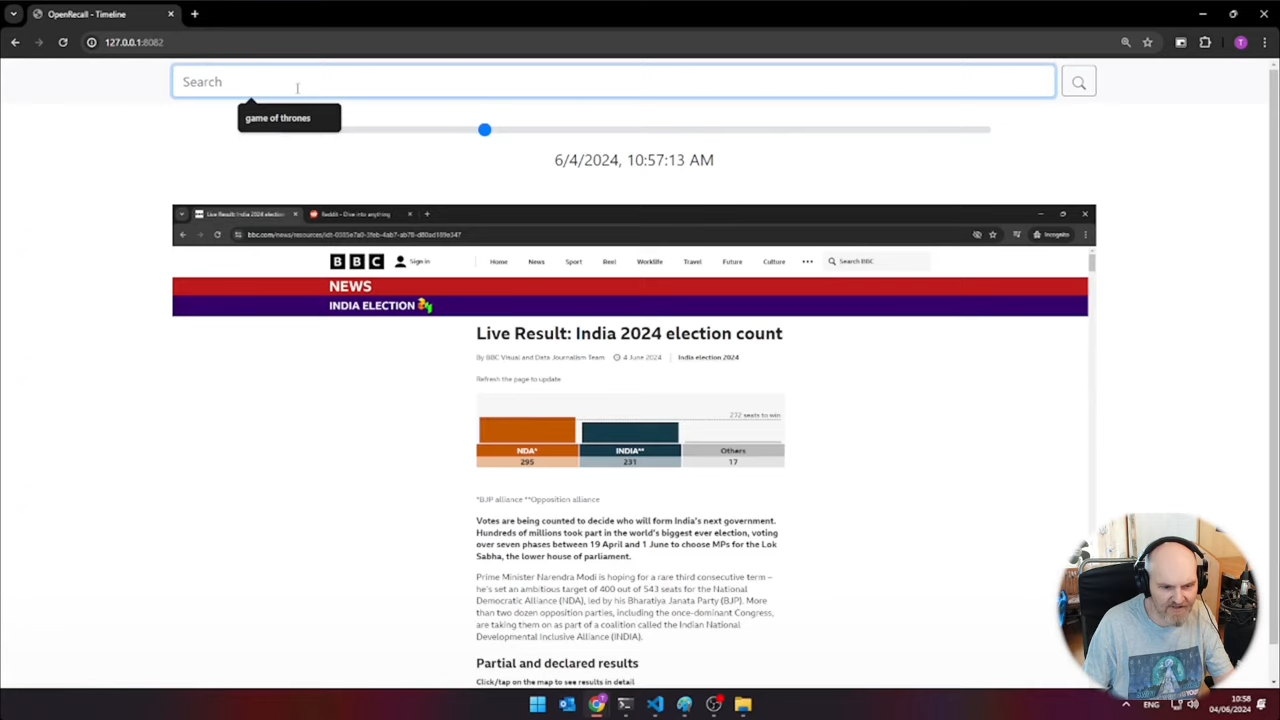 OpenRecall - Timeline
127.0.0.1:8082
T
Search
game of thrones
6/4/2024, 10:57:13 AM
Live Result: India 2024 election
Reddit - Dive into anything
Incognito
BBC
Sign in
Home
News
Sport
Reel
Worklife
Travel
Future
Culture
Search BBC
NEWS
INDIA ELECTION
Live Result: India 2024 election count
By BBC Visual and Data Journalism Team
4 June 2024
India election 2024
Refresh the page to update
272 seats to win
NDA*
INDIA**
Others
295
231
17
*BJP alliance **Opposition alliance
Votes are being counted to decide who will form India's next government.
Hundreds of millions took part in the world's biggest ever election, voting
over seven phases between 19 April and 1 June to choose MPs for the Lok
Sabha, the lower house of parliament.
Prime Minister Narendra Modi is hoping for a rare third consecutive term –
he's set an ambitious target of 400 out of 543 seats for the National
Democratic Alliance (NDA), led by his Bharatiya Janata Party (BJP). More
than two dozen opposition parties, including the once-dominant Congress,
are taking them on as part of a coalition called the Indian National
Developmental Inclusive Alliance (INDIA).
Partial and declared results
Click/tap on the map to see results in detail
ENG
10:58
04/06/2024